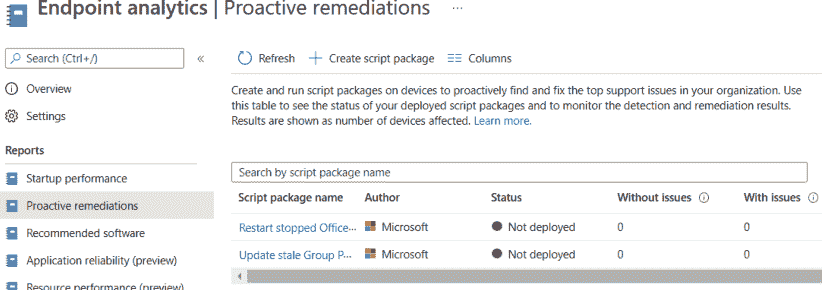 Endpoint analytics | Proactive remediations ...
Search (Ctrl+/)
«
Overview
Settings
Reports
Startup performance
Proactive remediations
Recommended software
Application reliability (preview)
Resource performance (preview)
Refresh + Create script package Columns
Create and run script packages on devices to proactively find and fix the top support issues in your organization. Use
this table to see the status of your deployed script packages and to monitor the detection and remediation results.
Results are shown as number of devices affected. Learn more.
Search by script package name
Script package name Author Status Without issues With issues
Restart stopped Office... Microsoft Not deployed 0 0
Update stale Group P... Microsoft Not deployed 0 0